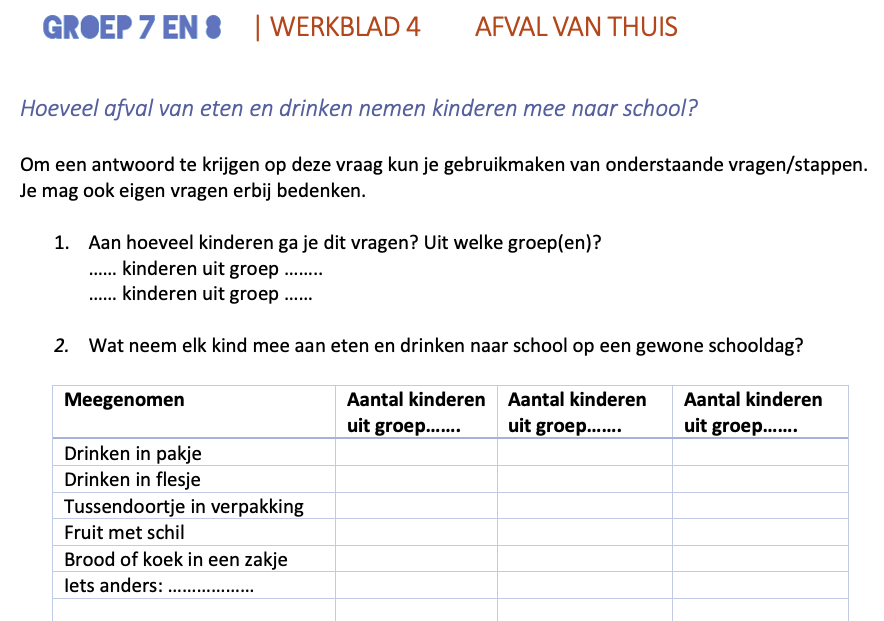 GROEP 7 EN 8 | WERKBLAD 4 AFVAL VAN THUIS
Hoeveel afval van eten en drinken nemen kinderen mee naar school?
Om een antwoord te krijgen op deze vraag kun je gebruikmaken van onderstaande vragen/stappen.
Je mag ook eigen vragen erbij bedenken.
1. Aan hoeveel kinderen ga je dit vragen? Uit welke groep(en)?
...... kinderen uit groep ........
...... kinderen uit groep ......
2. Wat neem elk kind mee aan eten en drinken naar school op een gewone schooldag?
Meegenomen Aantal kinderen Aantal kinderen Aantal kinderen
uit groep....... uit groep....... uit groep.......
Drinken in pakje
Drinken in flesje
Tussendoortje in verpakking
Fruit met schil
Brood of koek in een zakje
Iets anders: ..................